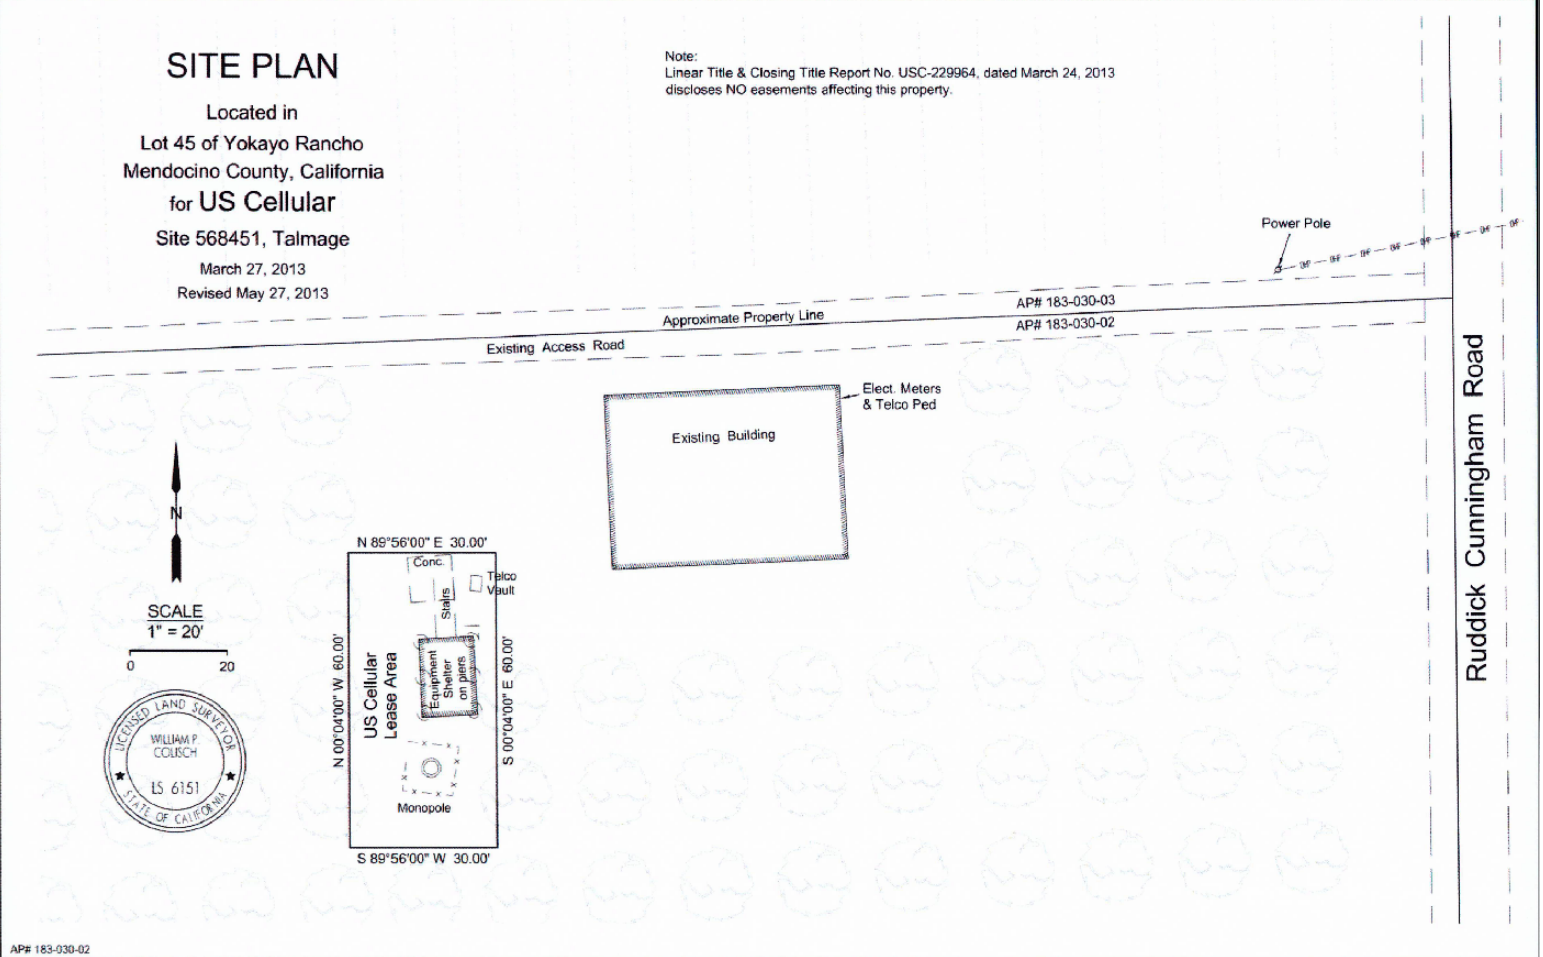 SITE PLAN
Located in
Lot 45 of Yokayo Rancho
Mendocino County, California
for US Cellular
Site 568451, Talmage
March 27, 2013
Revised May 27, 2013
Note:
Linear Title & Closing Title Report No. USC-229964, dated March 24, 2013
discloses NO easements affecting this property.
Power Pole
AP# 183-030-03
Approximate Property Line
AP# 183-030-02
Existing Access Road
Elect. Meters
& Telco Ped
Existing Building
Ruddick Cunningham Road
N
SCALE
1" = 20'
0 20
LICENSED LAND SURVEYOR
WILLIAM P.
COLISCH
LS 6151
STATE OF CALIFORNIA
N 89°56'00" E 30.00'
Conc.
Telco
Vault
Stairs
N 00°04'00" W 60.00'
US Cellular
Lease Area
Equipment
Shelter
on piers
S 00°04'00" E 60.00'
Monopole
S 89°56'00" W 30.00'
AP# 183-030-02